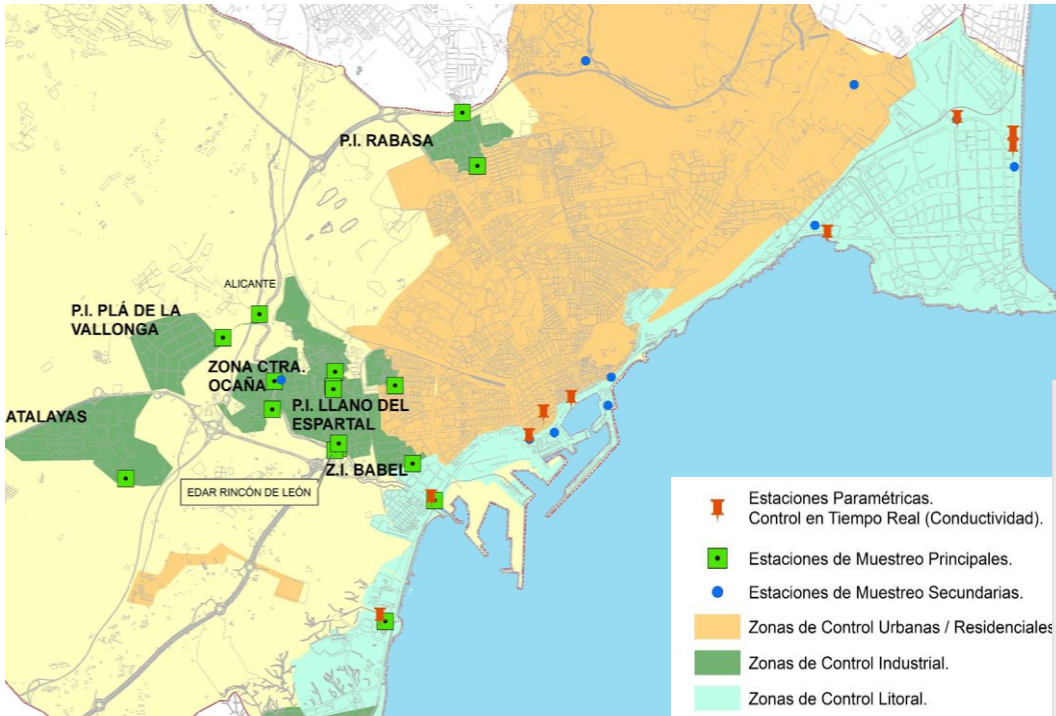 P.I. RABASA
ALICANTE
P.I. PLÁ DE LA
VALLONGA
ZONA CTRA.
OCAÑA
ATALAYAS
P.I. LLANO DEL
ESPARTAL
Z.I. BABEL
EDAR RINCÓN DE LEÓN
Estaciones Paramétricas.
Control en Tiempo Real (Conductividad).
Estaciones de Muestreo Principales.
Estaciones de Muestreo Secundarias.
Zonas de Control Urbanas / Residenciales
Zonas de Control Industrial.
Zonas de Control Litoral.